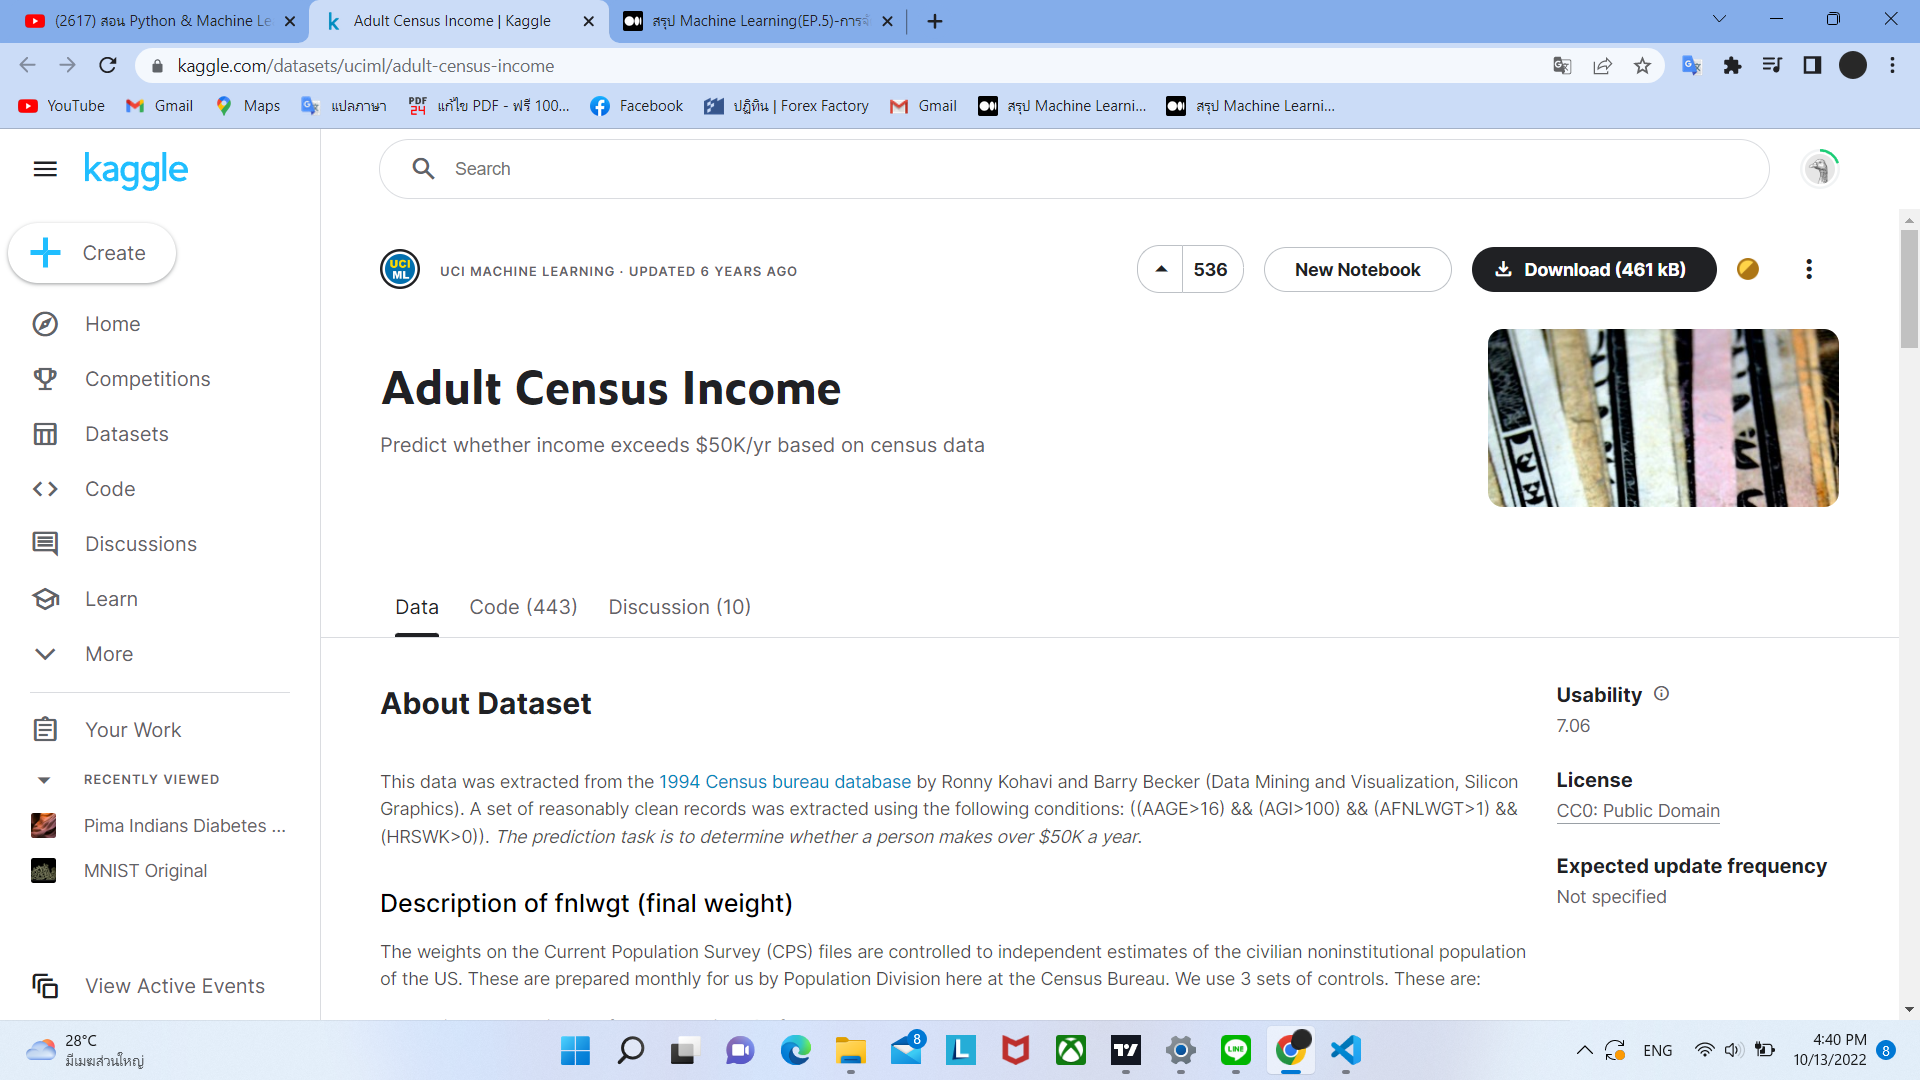 (2617) สอน Python & Machine Le
Adult Census Income | Kaggle
สรุป Machine Learning(EP.5)-การจ
kaggle.com/datasets/uciml/adult-census-income
YouTube
Gmail
Maps
แปลภาษา
PDF 24
แก้ไข PDF - ฟรี 100...
Facebook
ปฏิทิน | Forex Factory
Gmail
สรุป Machine Learni...
สรุป Machine Learni...
kaggle
Search
Create
Home
Competitions
Datasets
Code
Discussions
Learn
More
Your Work
RECENTLY VIEWED
Pima Indians Diabetes ...
MNIST Original
View Active Events
UCI ML
UCI MACHINE LEARNING · UPDATED 6 YEARS AGO
536
New Notebook
Download (461 kB)
Adult Census Income
Predict whether income exceeds $50K/yr based on census data
Data
Code (443)
Discussion (10)
About Dataset
This data was extracted from the 1994 Census bureau database by Ronny Kohavi and Barry Becker (Data Mining and Visualization, Silicon
Graphics). A set of reasonably clean records was extracted using the following conditions: ((AAGE>16) && (AGI>100) && (AFNLWGT>1) &&
(HRSWK>0)). The prediction task is to determine whether a person makes over $50K a year.
Description of fnlwgt (final weight)
The weights on the Current Population Survey (CPS) files are controlled to independent estimates of the civilian noninstitutional population
of the US. These are prepared monthly for us by Population Division here at the Census Bureau. We use 3 sets of controls. These are:
Usability
7.06
License
CC0: Public Domain
Expected update frequency
Not specified
28°C
มีเมฆส่วนใหญ่
8
L
LINE
ENG
4:40 PM
10/13/2022
8